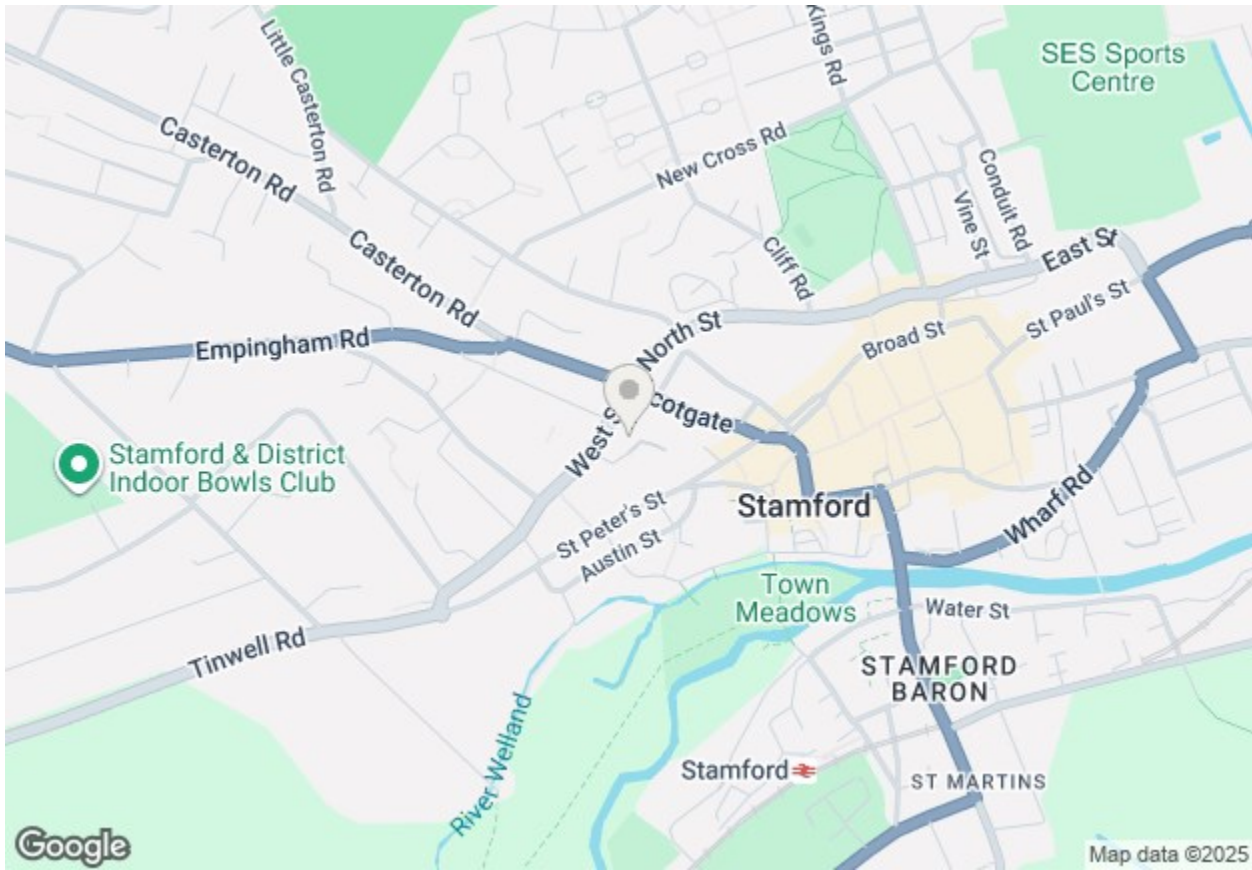 Kings Rd
SES Sports
Centre
Little Casterton Rd
Casterton Rd
New Cross Rd
Conduit Rd
Vine St
Casterton Rd
Cliff Rd
East St
North St
St Paul's St
Broad St
Empingham Rd
cotgate
West S
Stamford & District
Indoor Bowls Club
St Peter's St
Stamford
Wharf Rd
Austin St
Town
Meadows
Water St
Tinwell Rd
STAMFORD
BARON
River Welland
Stamford
ST MARTINS
Google
Map data ©2025